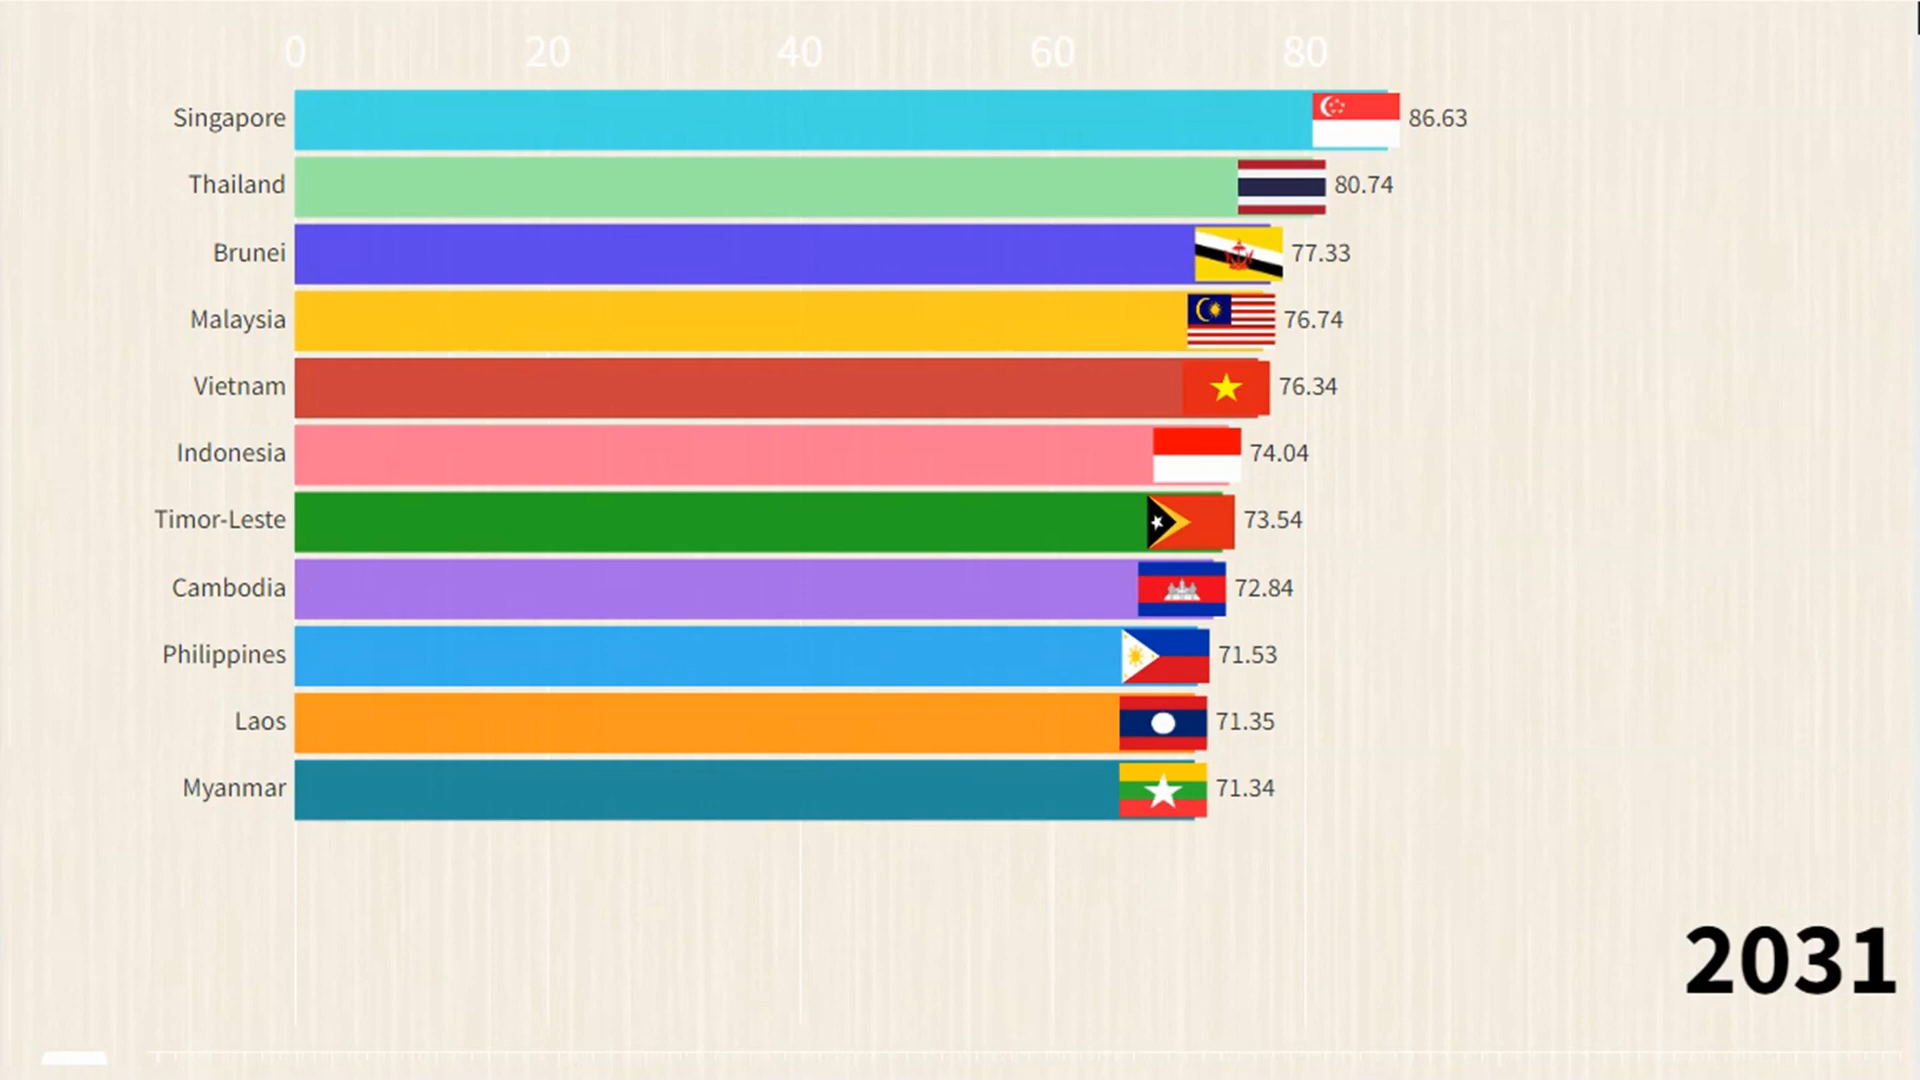 0 20 40 60 80
Singapore 86.63
Thailand 80.74
Brunei 77.33
Malaysia 76.74
Vietnam 76.34
Indonesia 74.04
Timor-Leste 73.54
Cambodia 72.84
Philippines 71.53
Laos 71.35
Myanmar 71.34
2031